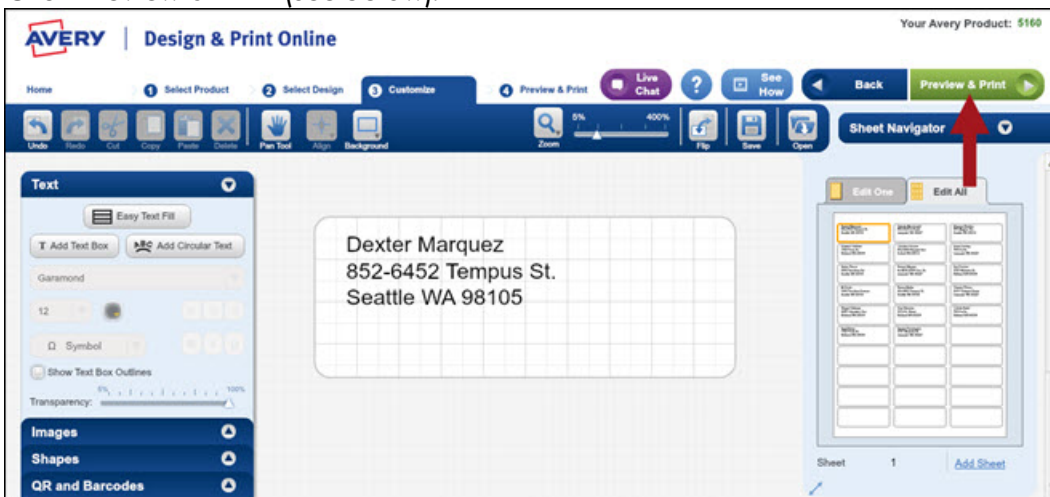 AVERY | Design & Print Online
Your Avery Product: 5160
Home
1 Select Product
2 Select Design
3 Customize
4 Preview & Print
Live Chat
?
See How
Back
Preview & Print
Undo Redo Cut Copy Paste Delete Pan Tool Align Background
Zoom
5% 400%
Flip Save Open
Sheet Navigator
Text
Easy Text Fill
T Add Text Box
ABC Add Circular Text
Garamond
12
Ω Symbol
Show Text Box Outlines
Transparency: 5% 100%
Images
Shapes
QR and Barcodes
Dexter Marquez
852-6452 Tempus St.
Seattle WA 98105
Edit One
Edit All
Sheet 1 Add Sheet